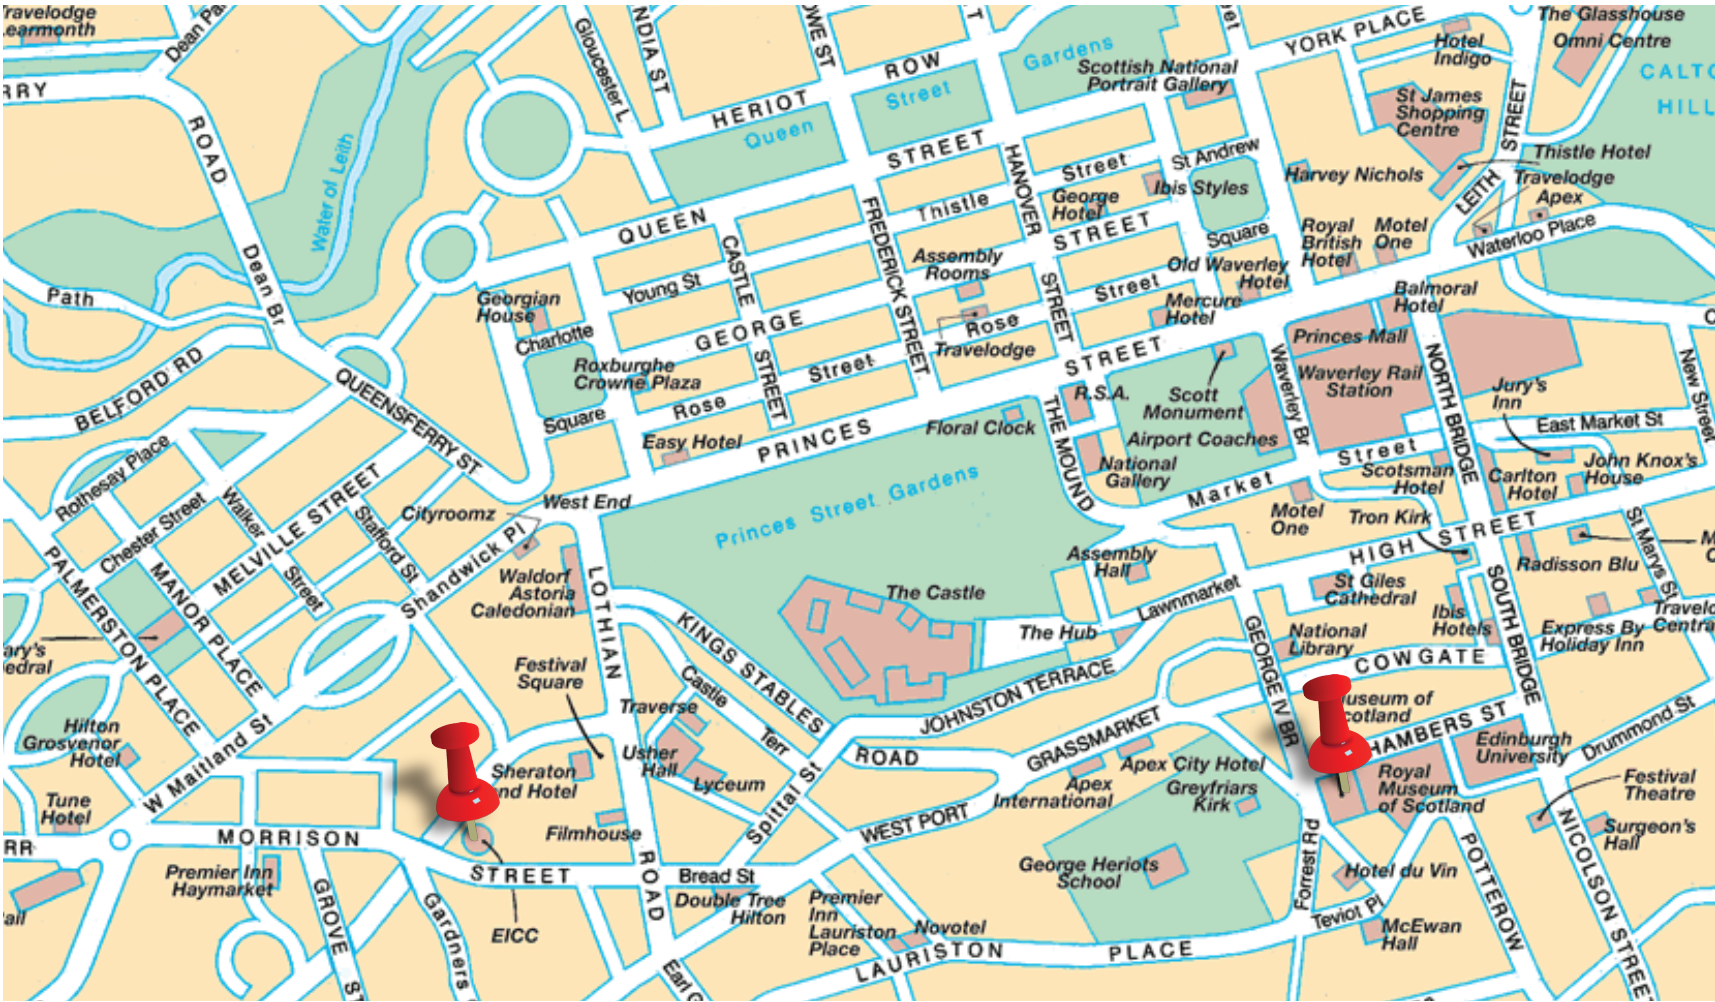 Travelodge
Learmonth
Dean Pa
Gloucester L
NDIA ST
OWE ST
ROW
Gardens
YORK PLACE
Hotel
Indigo
The Glasshouse
Omni Centre
CALTO
HILL
RRY
ROAD
HERIOT
Queen
Street
Scottish National
Portrait Gallery
St James
Shopping
Centre
STREET
Water of Leith
STREET
HANOVER
Street
St Andrew
Harvey Nichols
Thistle Hotel
Travelodge
Apex
LEITH
Ibis Styles
George
Hotel
Thistle
QUEEN
FREDERICK STREET
STREET
Square
Royal
British
Hotel
Motel
One
Waterloo Place
Dean Br
CASTLE
STREET
Assembly
Rooms
Old Waverley
Hotel
Path
Georgian
House
Young St
Street
Mercure
Hotel
Balmoral
Hotel
STREET
Charlotte
GEORGE
Rose
Travelodge
Princes Mall
BELFORD RD
QUEENSFERRY ST
Roxburghe
Crowne Plaza
Street
STREET
Scott
Monument
Waverley Br
Waverley Rail
Station
NORTH BRIDGE
Jury's
Inn
New Street
R.S.A.
Square
Rose
Floral Clock
THE MOUND
Airport Coaches
East Market St
Easy Hotel
PRINCES
National
Gallery
Street
Scotsman
Hotel
Carlton
Hotel
John Knox's
House
Rothesay Place
Chester Street
Walker
Street
MELVILLE STREET
Stafford St
Cityroomz
West End
Princes Street Gardens
Market
Motel
One
Tron Kirk
HIGH STREET
St Marys St
PALMERSTON PLACE
MANOR PLACE
Shandwick Pl
Waldorf
Astoria
Caledonian
LOTHIAN
ROAD
Assembly
Hall
Radisson Blu
The Castle
Lawnmarket
St Giles
Cathedral
SOUTH BRIDGE
Ibis
Hotels
Express By
Holiday Inn
Travelo
Centra
ary's
edral
KINGS STABLES
ROAD
The Hub
GEORGE IV BR
National
Library
COWGATE
Festival
Square
Castle
Terr
JOHNSTON TERRACE
Traverse
GRASSMARKET
useum of
cotland
HAMBERS ST
Drummond St
Hilton
Grosvenor
Hotel
W Maitland St
Usher
Hall
Lyceum
Apex City Hotel
Edinburgh
University
Sheraton
nd Hotel
Spittal St
Apex
International
Greyfriars
Kirk
Royal
Museum
of Scotland
Festival
Theatre
Tune
Hotel
RR
MORRISON
STREET
Filmhouse
WEST PORT
Surgeon's
Hall
Premier Inn
Haymarket
Bread St
George Heriots
School
Forrest Rd
Hotel du Vin
POTTEROW
NICOLSON STREE
ail
GROVE ST
Gardners
EICC
Double Tree
Hilton
Premier
Inn
Lauriston
Place
Novotel
Teviot Pl
McEwan
Hall
LAURISTON PLACE
Earl G